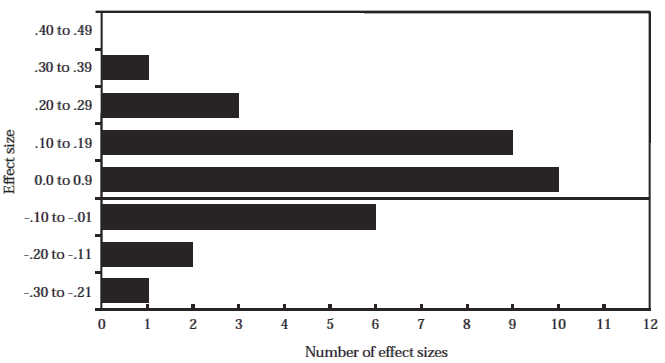 Effect size
.40 to .49
.30 to .39
.20 to .29
.10 to .19
0.0 to 0.9
-.10 to -.01
-.20 to -.11
-.30 to -.21
0 1 2 3 4 5 6 7 8 9 10 11 12
Number of effect sizes